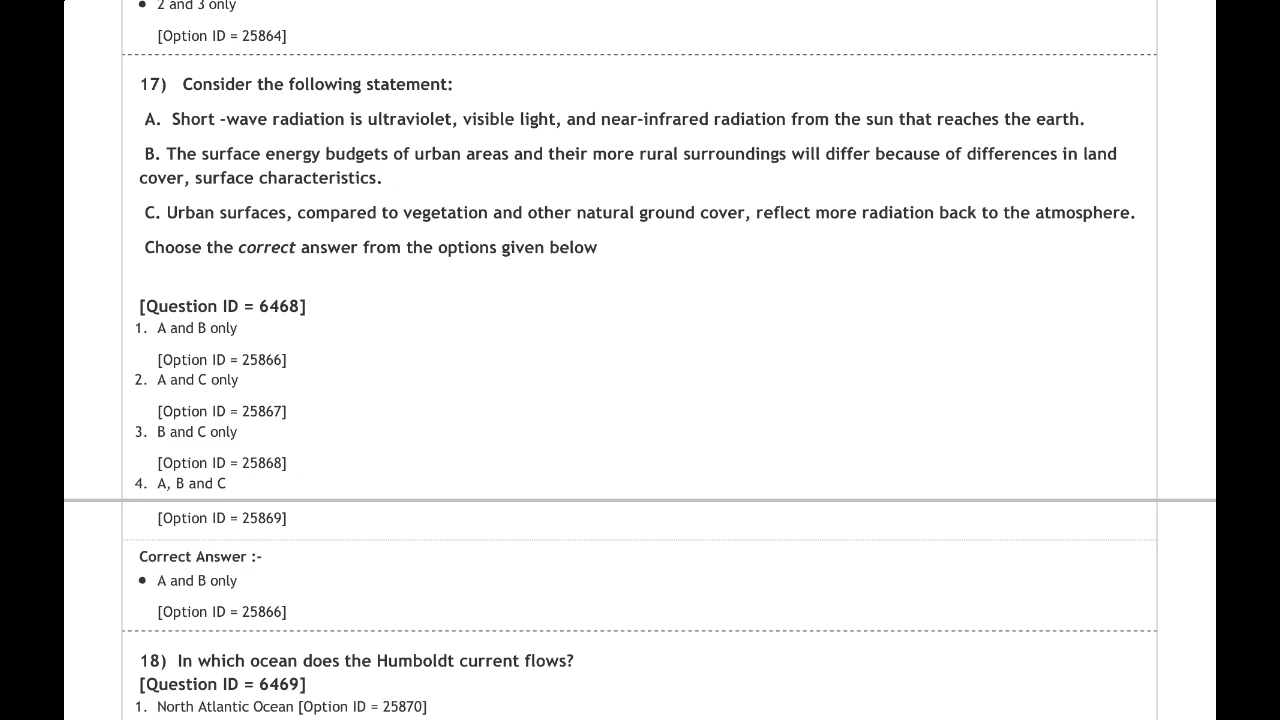 • 2 and 3 only
[Option ID = 25864]
17) Consider the following statement:
A. Short -wave radiation is ultraviolet, visible light, and near-infrared radiation from the sun that reaches the earth.
B. The surface energy budgets of urban areas and their more rural surroundings will differ because of differences in land
cover, surface characteristics.
C. Urban surfaces, compared to vegetation and other natural ground cover, reflect more radiation back to the atmosphere.
Choose the correct answer from the options given below
[Question ID = 6468]
1. A and B only
[Option ID = 25866]
2. A and C only
[Option ID = 25867]
3. B and C only
[Option ID = 25868]
4. A, B and C
[Option ID = 25869]
Correct Answer :-
• A and B only
[Option ID = 25866]
18) In which ocean does the Humboldt current flows?
[Question ID = 6469]
1. North Atlantic Ocean [Option ID = 25870]